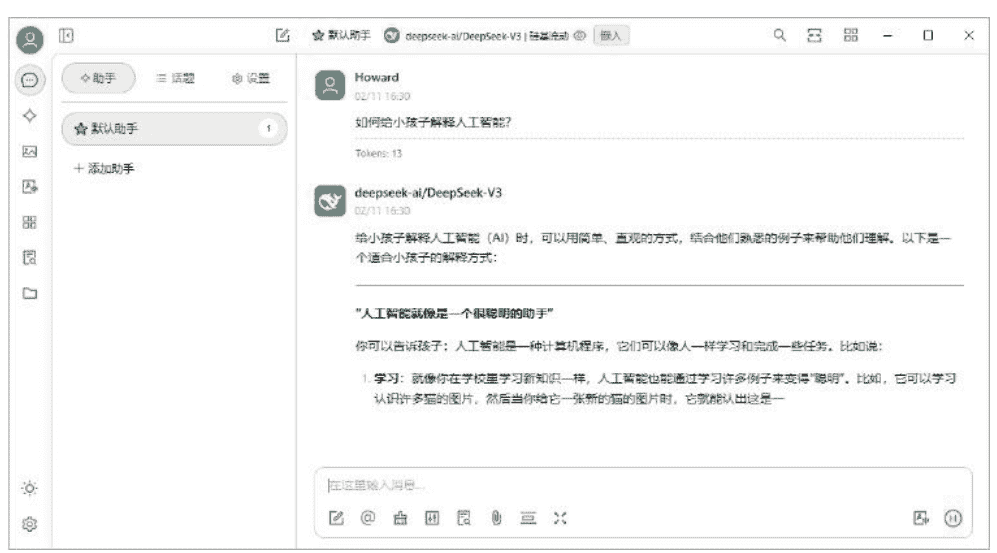 默认助手 deepseek-ai/DeepSeek-V3 | 硅基流动 嵌入
助手 话题 设置
默认助手 1
+ 添加助手
Howard
02/11 16:30
如何给小孩子解释人工智能？
Tokens: 13
deepseek-ai/DeepSeek-V3
02/11 16:30
给小孩子解释人工智能（AI）时，可以用简单、直观的方式，结合他们熟悉的例子来帮助他们理解。以下是一
个适合小孩子的解释方式：
"人工智能就像是一个很聪明的助手"
你可以告诉孩子：人工智能是一种计算机程序，它们可以像人一样学习和完成一些任务。比如说：
1. 学习：就像你在学校里学习新知识一样，人工智能也能通过学习许多例子来变得"聪明"。比如，它可以学习
认识许多猫的图片，然后当你给它一张新的猫的图片时，它就能认出这是一
在这里输入消息...